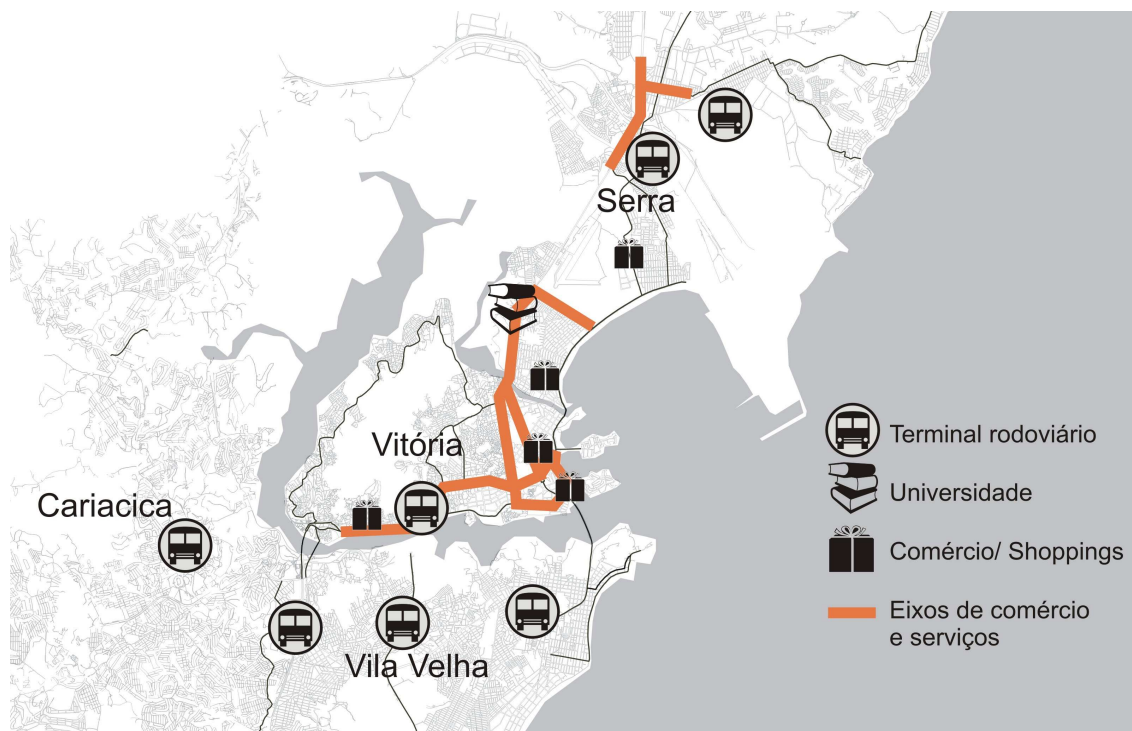 Serra
Vitória
Cariacica
Vila Velha
Terminal rodoviário
Universidade
Comércio/ Shoppings
Eixos de comércio
e serviços